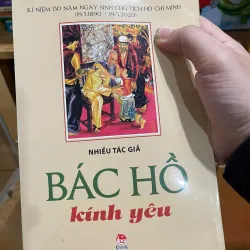 KỈ NIỆM 130 NĂM NGÀY SINH CHỦ TỊCH HỒ CHÍ MINH
(19.5.1890 - 19.5.2020)
NHIỀU TÁC GIẢ
BÁC HỒ
kính yêu